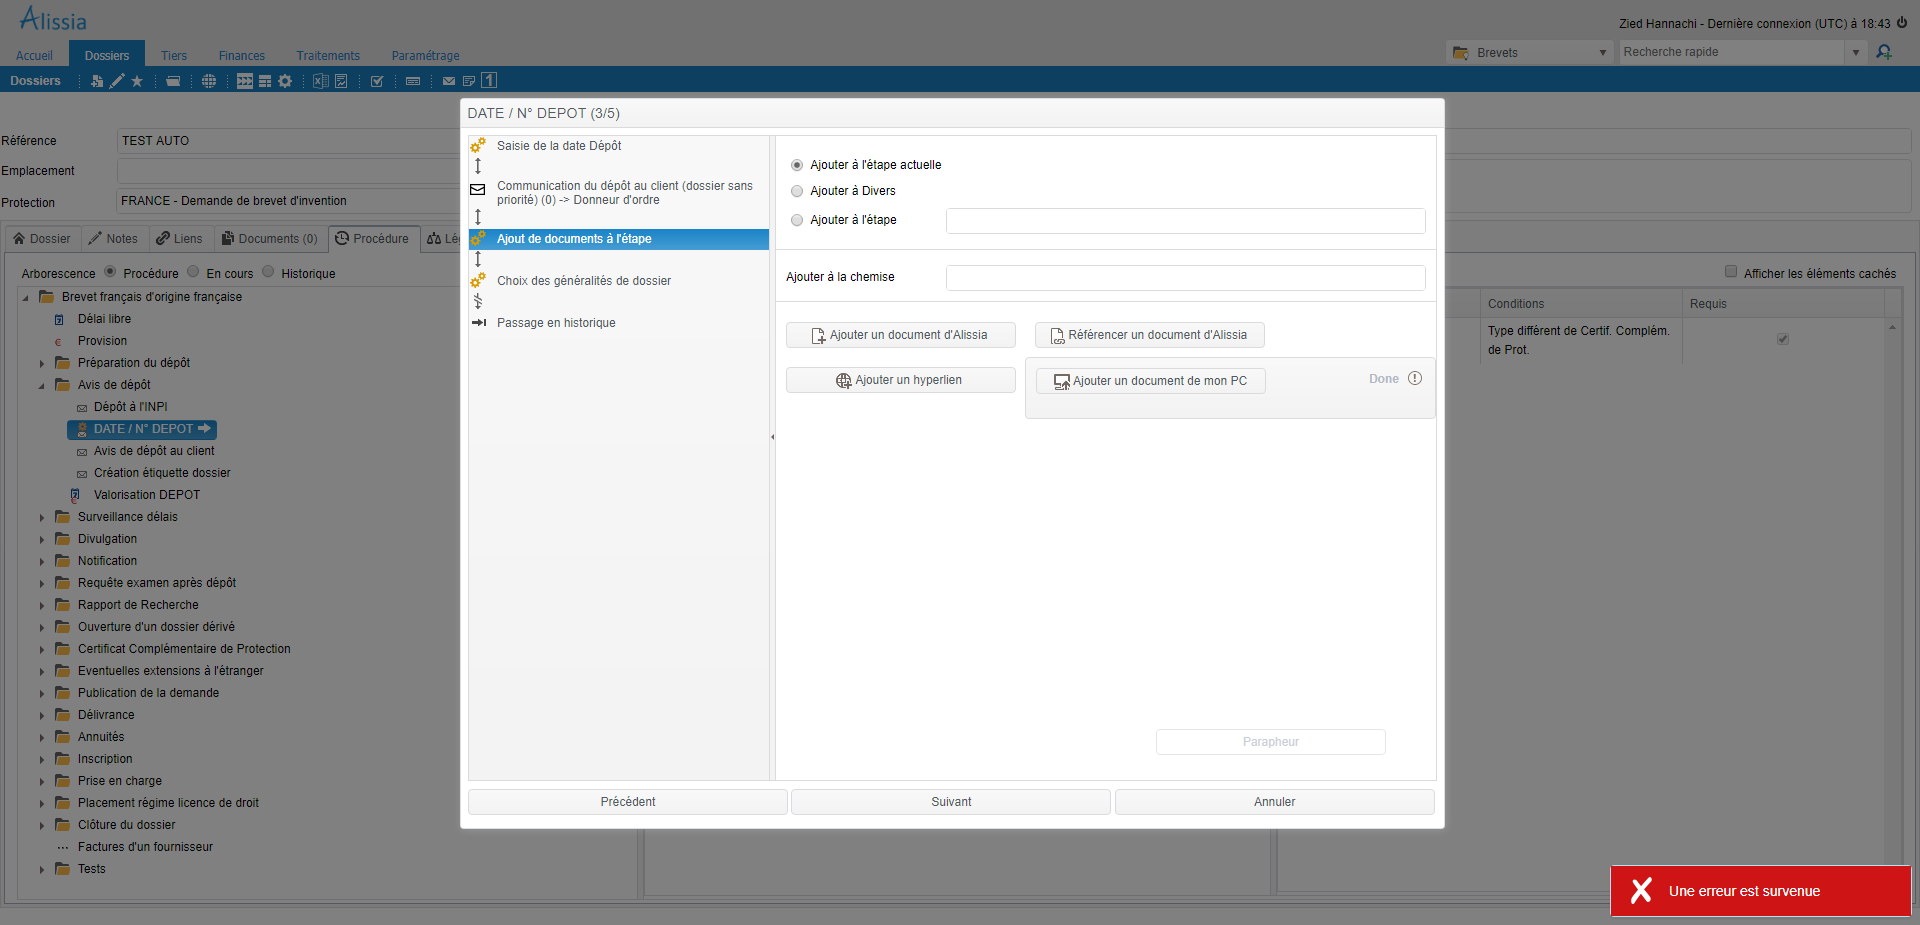 Alissia
Zied Hannachi - Dernière connexion (UTC) à 18:43
Accueil Dossiers Tiers Finances Traitements Paramétrage
Brevets Recherche rapide
Dossiers 1
DATE / N° DEPOT (3/5)
Référence TEST AUTO
Emplacement
Protection FRANCE - Demande de brevet d'invention
Dossier Notes Liens Documents (0) Procédure Lég
Arborescence Procédure En cours Historique
Afficher les éléments cachés
Conditions Requis
Type différent de Certif. Complém.
de Prot.
Brevet français d'origine française
Délai libre
Provision
Préparation du dépôt
Avis de dépôt
Dépôt à l'INPI
DATE / N° DEPOT
Avis de dépôt au client
Création étiquette dossier
Valorisation DEPOT
Surveillance délais
Divulgation
Notification
Requête examen après dépôt
Rapport de Recherche
Ouverture d'un dossier dérivé
Certificat Complémentaire de Protection
Eventuelles extensions à l'étranger
Publication de la demande
Délivrance
Annuités
Inscription
Prise en charge
Placement régime licence de droit
Clôture du dossier
Factures d'un fournisseur
Tests
Saisie de la date Dépôt
Communication du dépôt au client (dossier sans
priorité) (0) -> Donneur d'ordre
Ajout de documents à l'étape
Choix des généralités de dossier
Passage en historique
Ajouter à l'étape actuelle
Ajouter à Divers
Ajouter à l'étape
Ajouter à la chemise
Ajouter un document d'Alissia Référencer un document d'Alissia
Ajouter un hyperlien Ajouter un document de mon PC Done
Parapheur
Précédent Suivant Annuler
Une erreur est survenue